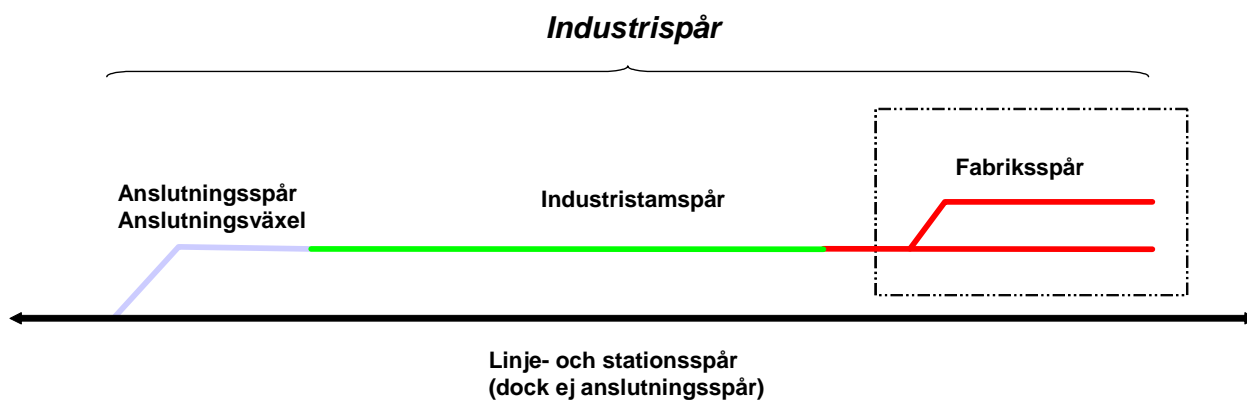 Industrispår
Fabriksspår
Anslutningsspår
Anslutningsväxel
Industristamspår
Linje- och stationsspår
(dock ej anslutningsspår)